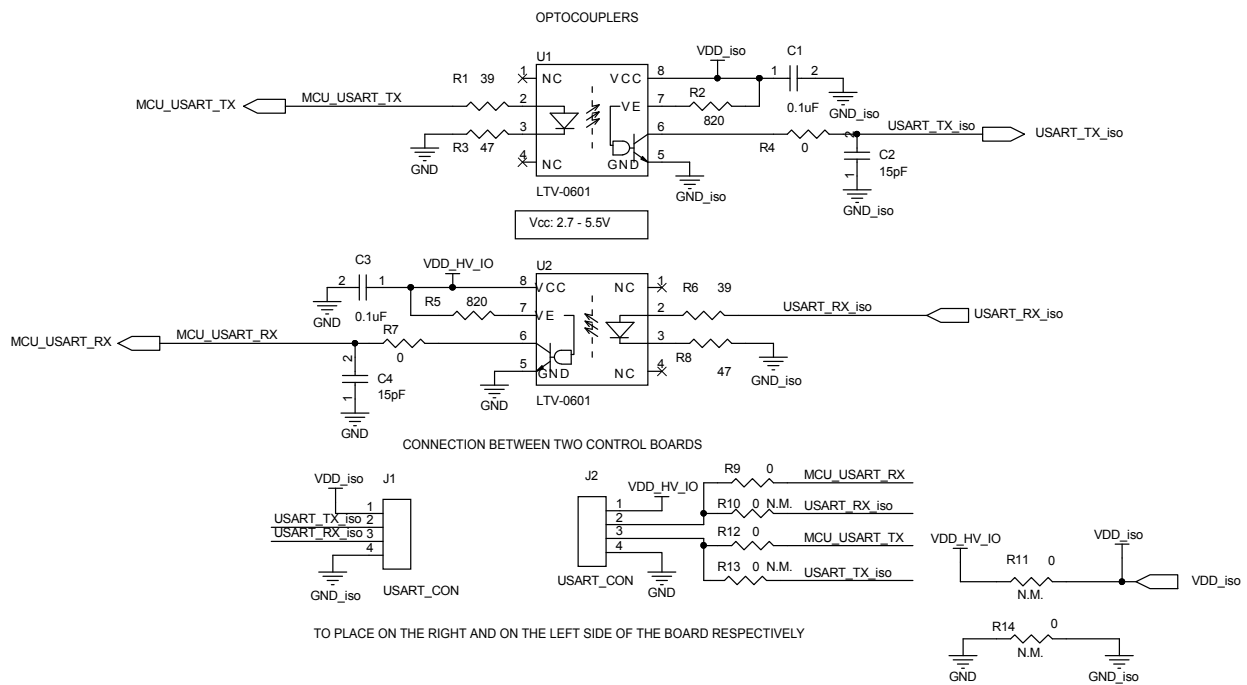 OPTOCOUPLERS
U1
VDD_iso
C1
1
NC
VCC
8
1
2
R1 39
MCU_USART_TX
MCU_USART_TX
2
VE
7
R2
820
0.1uF
GND_iso
3
R3 47
GND
6
R4
0
USART_TX_iso
USART_TX_iso
2
C2
15pF
1
GND_iso
4
NC
GND
5
GND_iso
LTV-0601
Vcc: 2.7 - 5.5V
C3
VDD_HV_IO
U2
2
1
8
VCC
NC
1
R6 39
GND
0.1uF
R5
820
7
VE
2
USART_RX_iso
USART_RX_iso
MCU_USART_RX
MCU_USART_RX
R7
0
6
3
R8
47
GND_iso
2
C4
15pF
1
GND
5
GND
GND
NC
4
LTV-0601
CONNECTION BETWEEN TWO CONTROL BOARDS
VDD_iso
J1
1
USART_TX_iso
2
USART_RX_iso
3
4
GND_iso
USART_CON
J2
VDD_HV_IO
1
2
3
4
USART_CON
GND
R9 0
MCU_USART_RX
R10 0 N.M.
USART_RX_iso
R12 0
MCU_USART_TX
R13 0 N.M.
USART_TX_iso
VDD_HV_IO
VDD_iso
R11 0
N.M.
VDD_iso
R14 0
N.M.
GND
GND_iso
TO PLACE ON THE RIGHT AND ON THE LEFT SIDE OF THE BOARD RESPECTIVELY